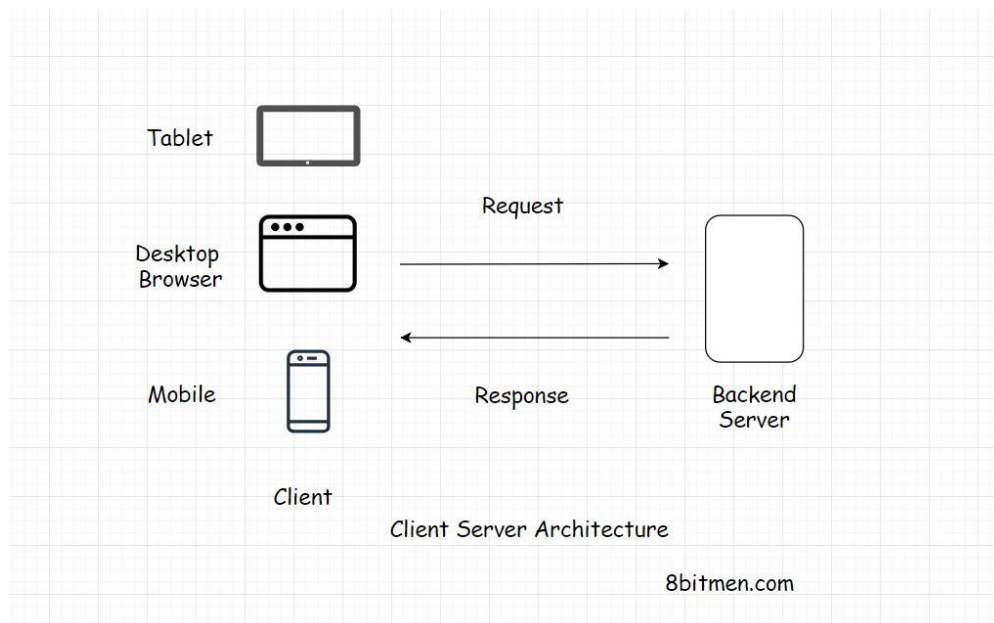 Tablet
Request
Desktop
Browser
Mobile
Response
Backend
Server
Client
Client Server Architecture
8bitmen.com